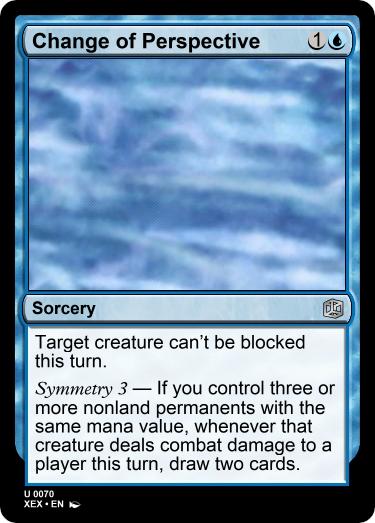 Change of Perspective 1
Sorcery
Target creature can't be blocked
this turn.
Symmetry 3 — If you control three or
more nonland permanents with the
same mana value, whenever that
creature deals combat damage to a
player this turn, draw two cards.
U 0070
XEX • EN